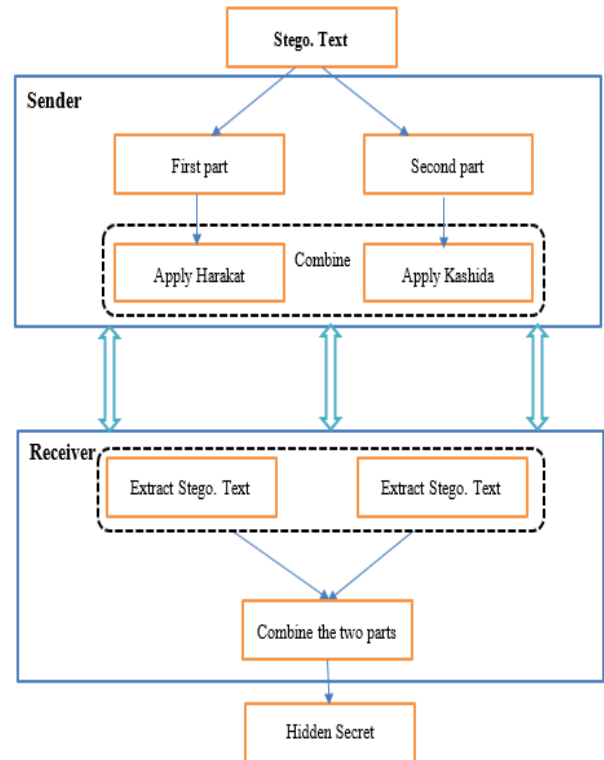 Stego. Text
Sender
First part
Second part
Combine
Apply Harakat
Apply Kashida
Receiver
Extract Stego. Text
Extract Stego. Text
Combine the two parts
Hidden Secret